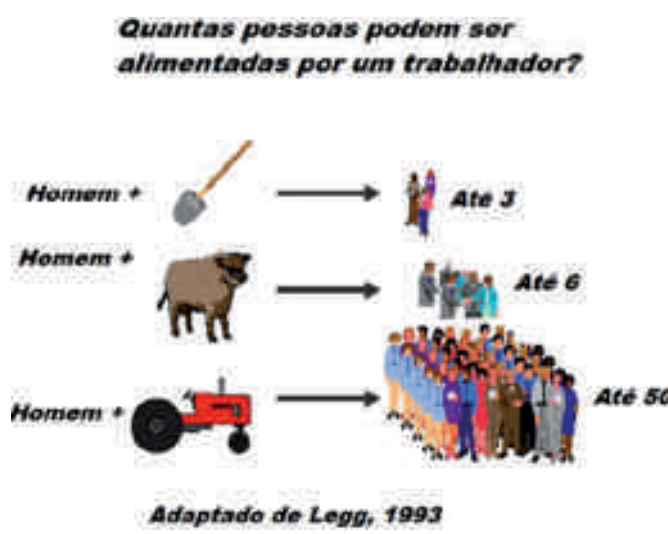 Quantas pessoas podem ser
alimentadas por um trabalhador?
Homem +
Até 3
Homem +
Até 6
Homem +
Até 50
Adaptado de Legg, 1993